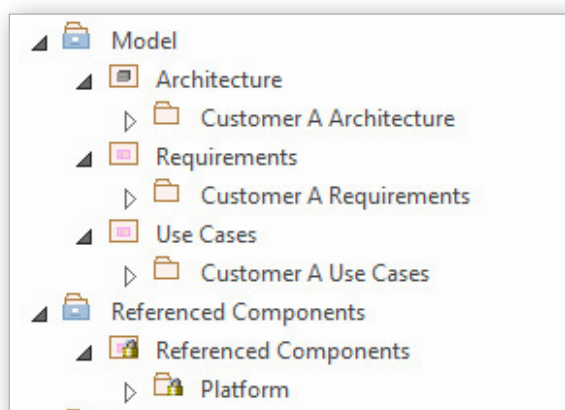 Model
Architecture
Customer A Architecture
Requirements
Customer A Requirements
Use Cases
Customer A Use Cases
Referenced Components
Referenced Components
Platform